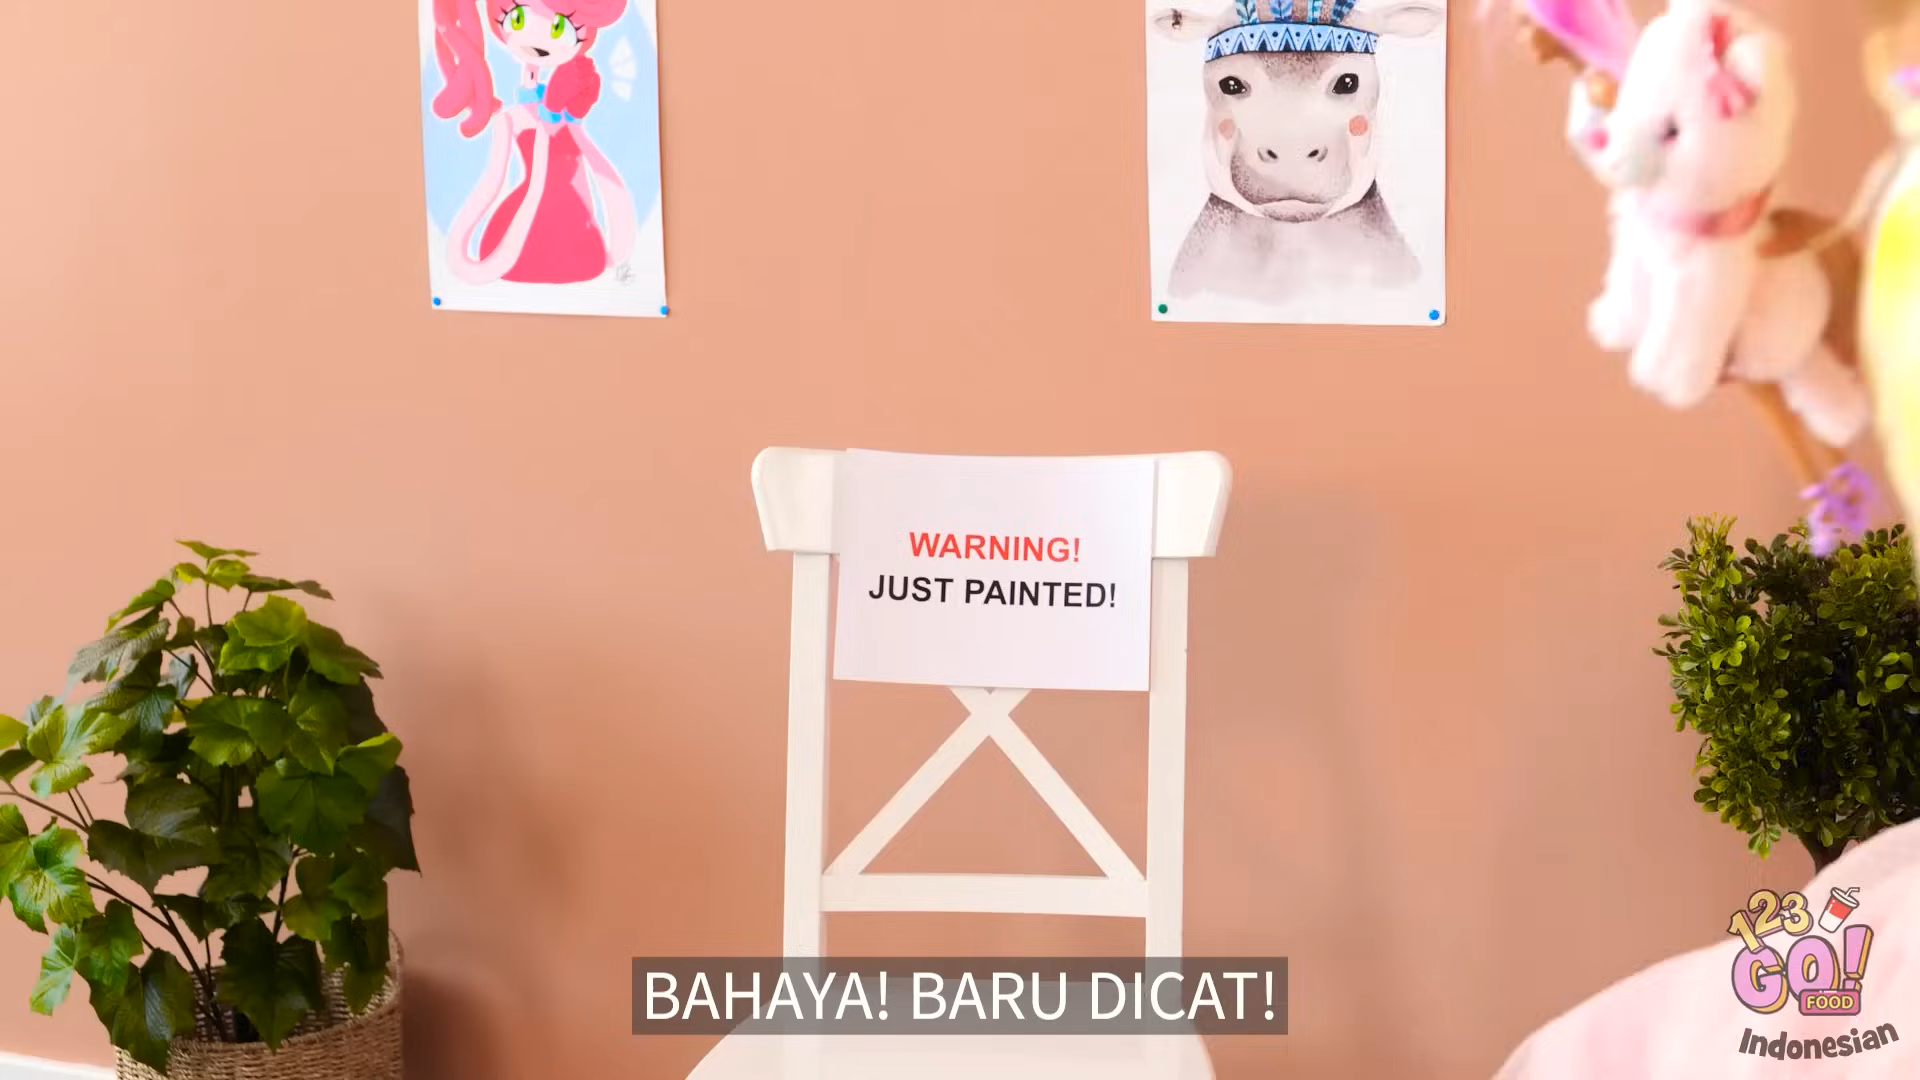 WARNING!
JUST PAINTED!
BAHAYA! BARU DICAT!
123
GO!
FOOD
Indonesian